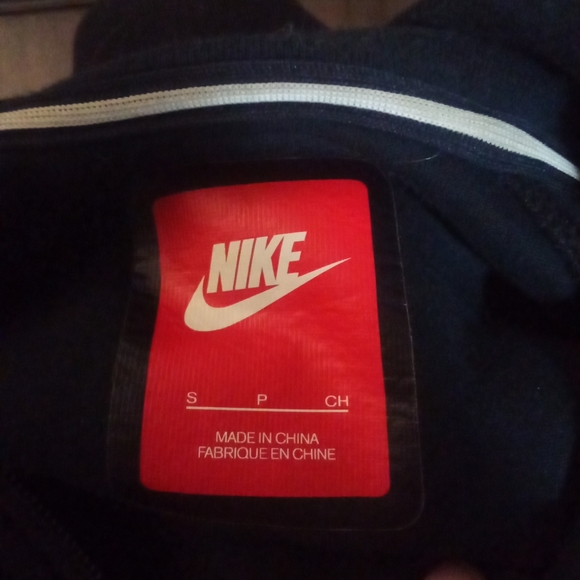 NIKE
S P CH
MADE IN CHINA
FABRIQUE EN CHINE